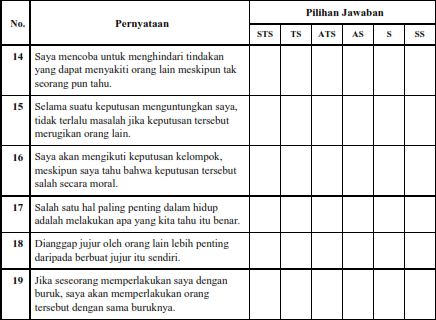 No. Pernyataan Pilihan Jawaban
STS TS ATS AS S SS
14 Saya mencoba untuk menghindari tindakan
yang dapat menyakiti orang lain meskipun tak
seorang pun tahu.
15 Selama suatu keputusan menguntungkan saya,
tidak terlalu masalah jika keputusan tersebut
merugikan orang lain.
16 Saya akan mengikuti keputusan kelompok,
meskipun saya tahu bahwa keputusan tersebut
salah secara moral.
17 Salah satu hal paling penting dalam hidup
adalah melakukan apa yang kita tahu itu benar.
18 Dianggap jujur oleh orang lain lebih penting
daripada berbuat jujur itu sendiri.
19 Jika seseorang memperlakukan saya dengan
buruk, saya akan memperlakukan orang
tersebut dengan sama buruknya.